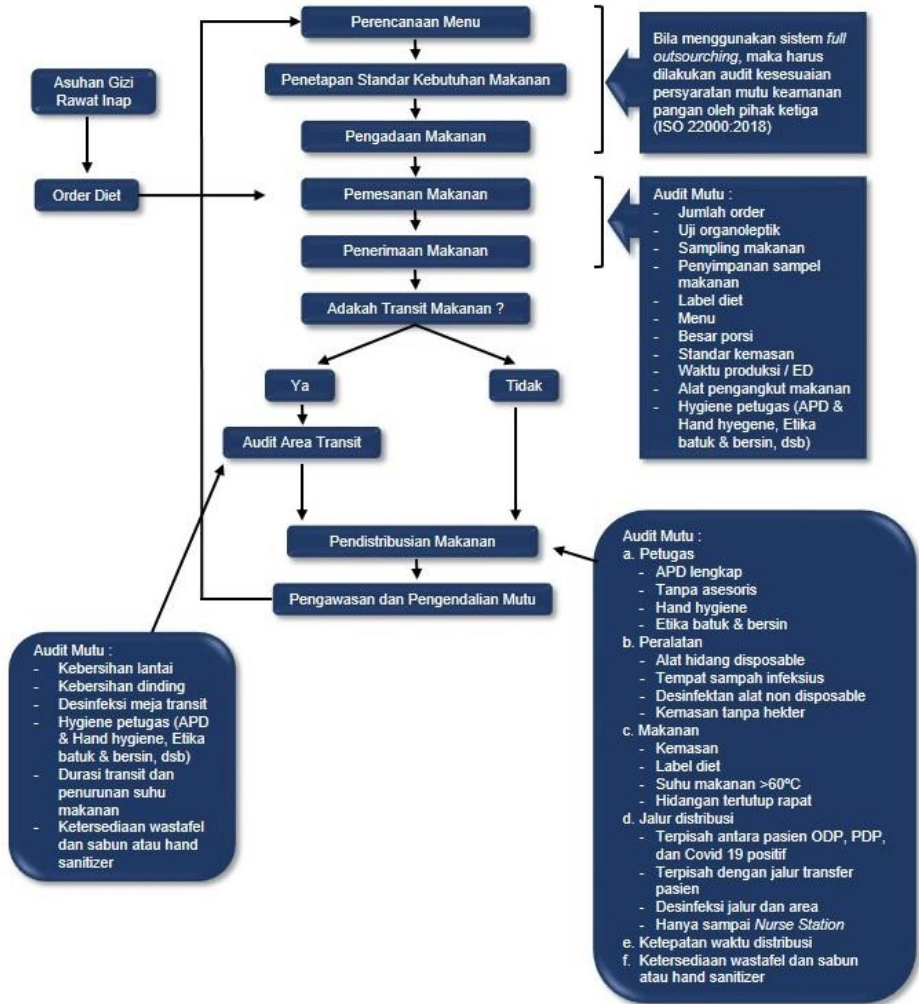 Perencanaan Menu
Bila menggunakan sistem full
outsourching, maka harus
dilakukan audit kesesuaian
persyaratan mutu keamanan
pangan oleh pihak ketiga
(ISO 22000:2018)
Asuhan Gizi
Rawat Inap
Penetapan Standar Kebutuhan Makanan
Pengadaan Makanan
Order Diet
Pemesanan Makanan
Penerimaan Makanan
Audit Mutu :
- Jumlah order
- Uji organoleptik
- Sampling makanan
- Penyimpanan sampel
makanan
- Label diet
- Menu
- Besar porsi
- Standar kemasan
- Waktu produksi / ED
- Alat pengangkut makanan
- Hygiene petugas (APD &
Hand hyegene, Etika
batuk & bersin, dsb)
Adakah Transit Makanan ?
Ya
Tidak
Audit Area Transit
Pendistribusian Makanan
Pengawasan dan Pengendalian Mutu
Audit Mutu :
- Kebersihan lantai
- Kebersihan dinding
- Desinfeksi meja transit
- Hygiene petugas (APD
& Hand hygiene, Etika
batuk & bersin, dsb)
- Durasi transit dan
penurunan suhu
makanan
- Ketersediaan wastafel
dan sabun atau hand
sanitizer
Audit Mutu :
a. Petugas
- APD lengkap
- Tanpa asesoris
- Hand hygiene
- Etika batuk & bersin
b. Peralatan
- Alat hidang disposable
- Tempat sampah infeksius
- Desinfektan alat non disposable
- Kemasan tanpa hekter
c. Makanan
- Kemasan
- Label diet
- Suhu makanan >60ºC
- Hidangan tertutup rapat
d. Jalur distribusi
- Terpisah antara pasien ODP, PDP,
dan Covid 19 positif
- Terpisah dengan jalur transfer
pasien
- Desinfeksi jalur dan area
- Hanya sampai Nurse Station
e. Ketepatan waktu distribusi
f. Ketersediaan wastafel dan sabun
atau hand sanitizer